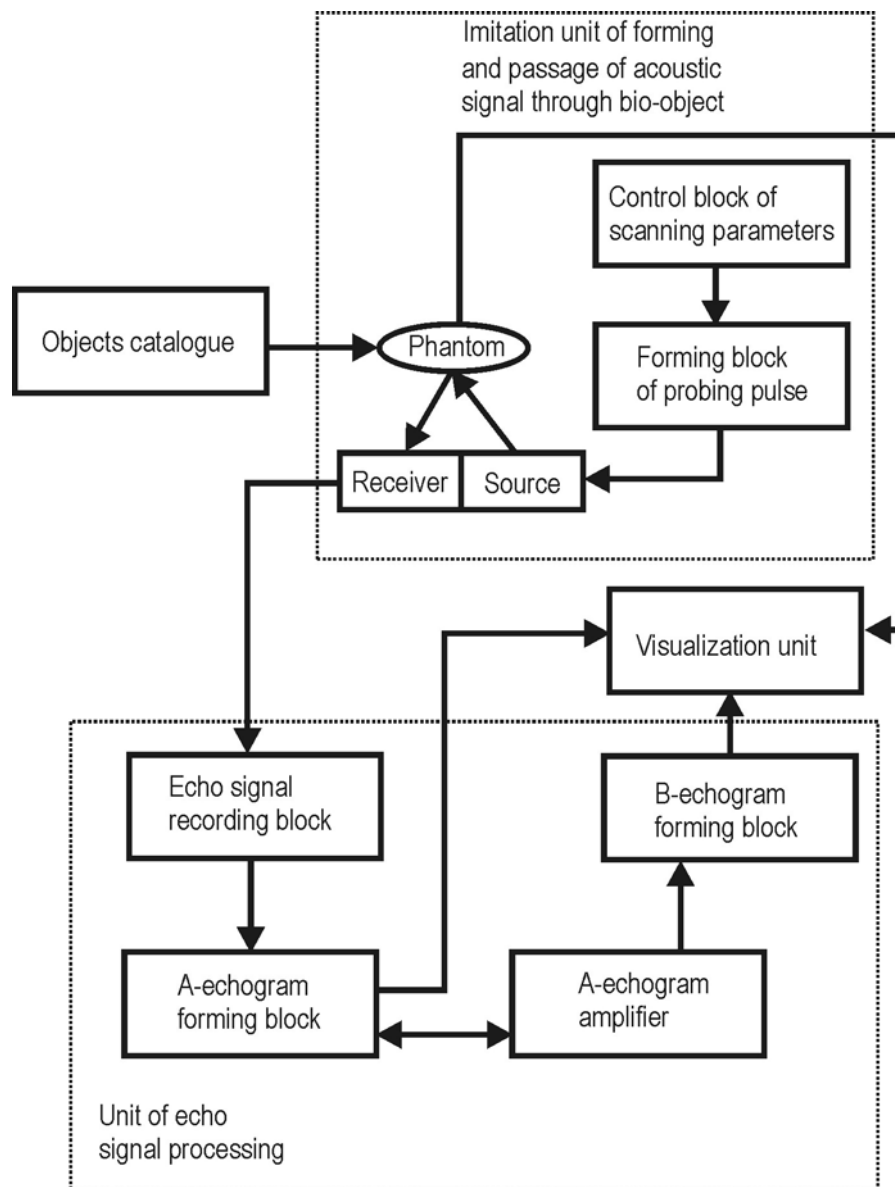 Imitation unit of forming
and passage of acoustic
signal through bio-object
Control block of
scanning parameters
Objects catalogue
Phantom
Forming block
of probing pulse
Receiver
Source
Visualization unit
Echo signal
recording block
B-echogram
forming block
A-echogram
forming block
A-echogram
amplifier
Unit of echo
signal processing